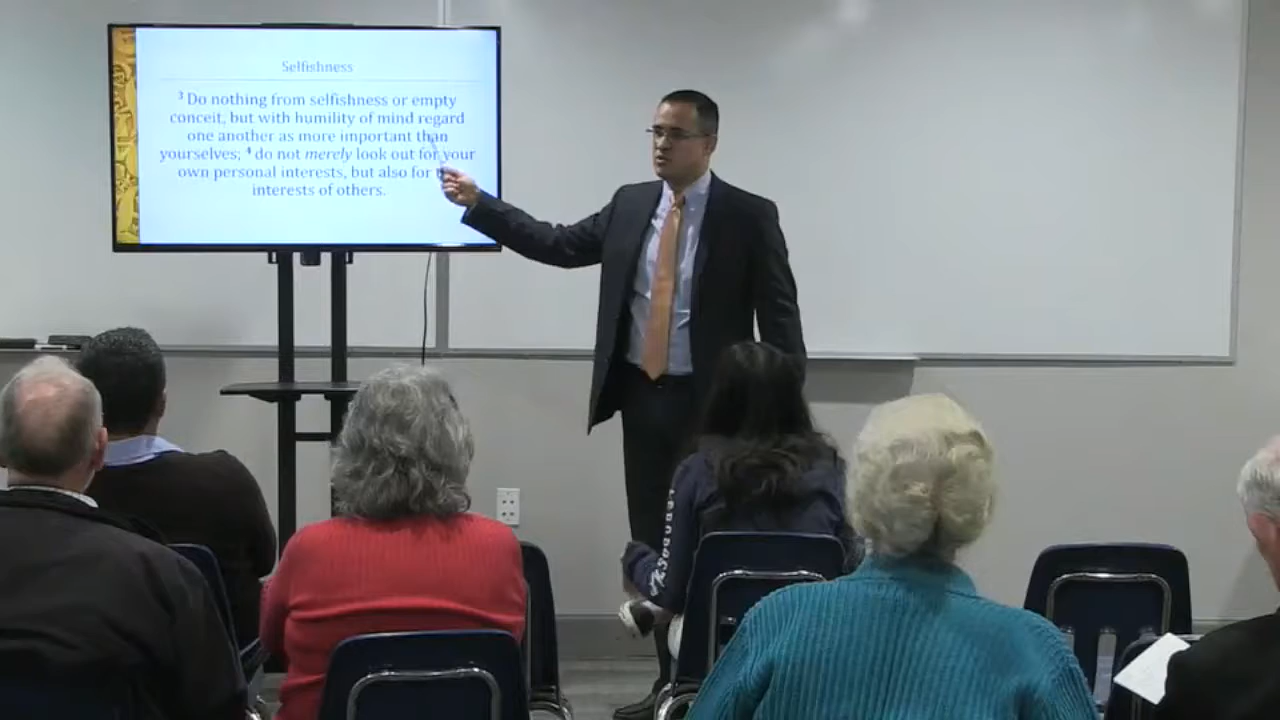 Selfishness
3 Do nothing from selfishness or empty
conceit, but with humility of mind regard
one another as more important than
yourselves; 4 do not merely look out for your
own personal interests, but also for
interests of others.